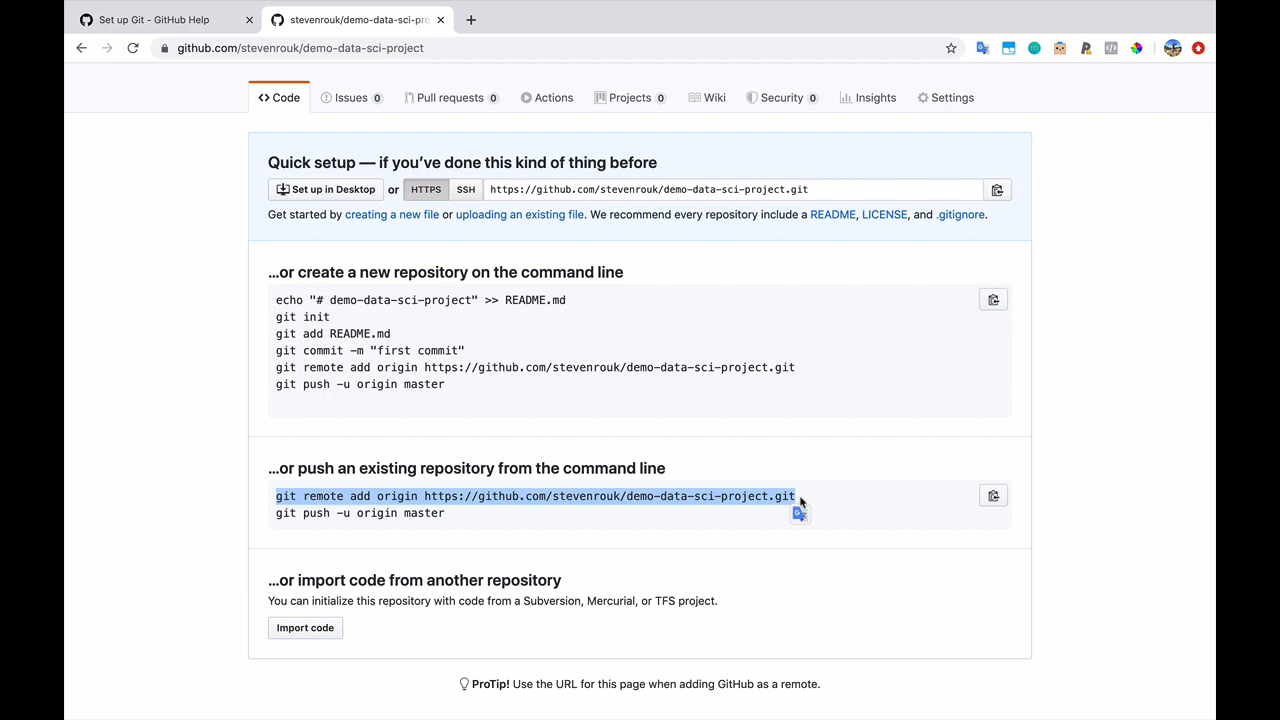 Set up Git - GitHub Help
stevenrouk/demo-data-sci-pro
github.com/stevenrouk/demo-data-sci-project
Code
Issues 0
Pull requests 0
Actions
Projects 0
Wiki
Security 0
Insights
Settings
Quick setup — if you've done this kind of thing before
Set up in Desktop or HTTPS SSH https://github.com/stevenrouk/demo-data-sci-project.git
Get started by creating a new file or uploading an existing file. We recommend every repository include a README, LICENSE, and .gitignore.
…or create a new repository on the command line
echo "# demo-data-sci-project" >> README.md
git init
git add README.md
git commit -m "first commit"
git remote add origin https://github.com/stevenrouk/demo-data-sci-project.git
git push -u origin master
…or push an existing repository from the command line
git remote add origin https://github.com/stevenrouk/demo-data-sci-project.git
git push -u origin master
…or import code from another repository
You can initialize this repository with code from a Subversion, Mercurial, or TFS project.
Import code
ProTip! Use the URL for this page when adding GitHub as a remote.